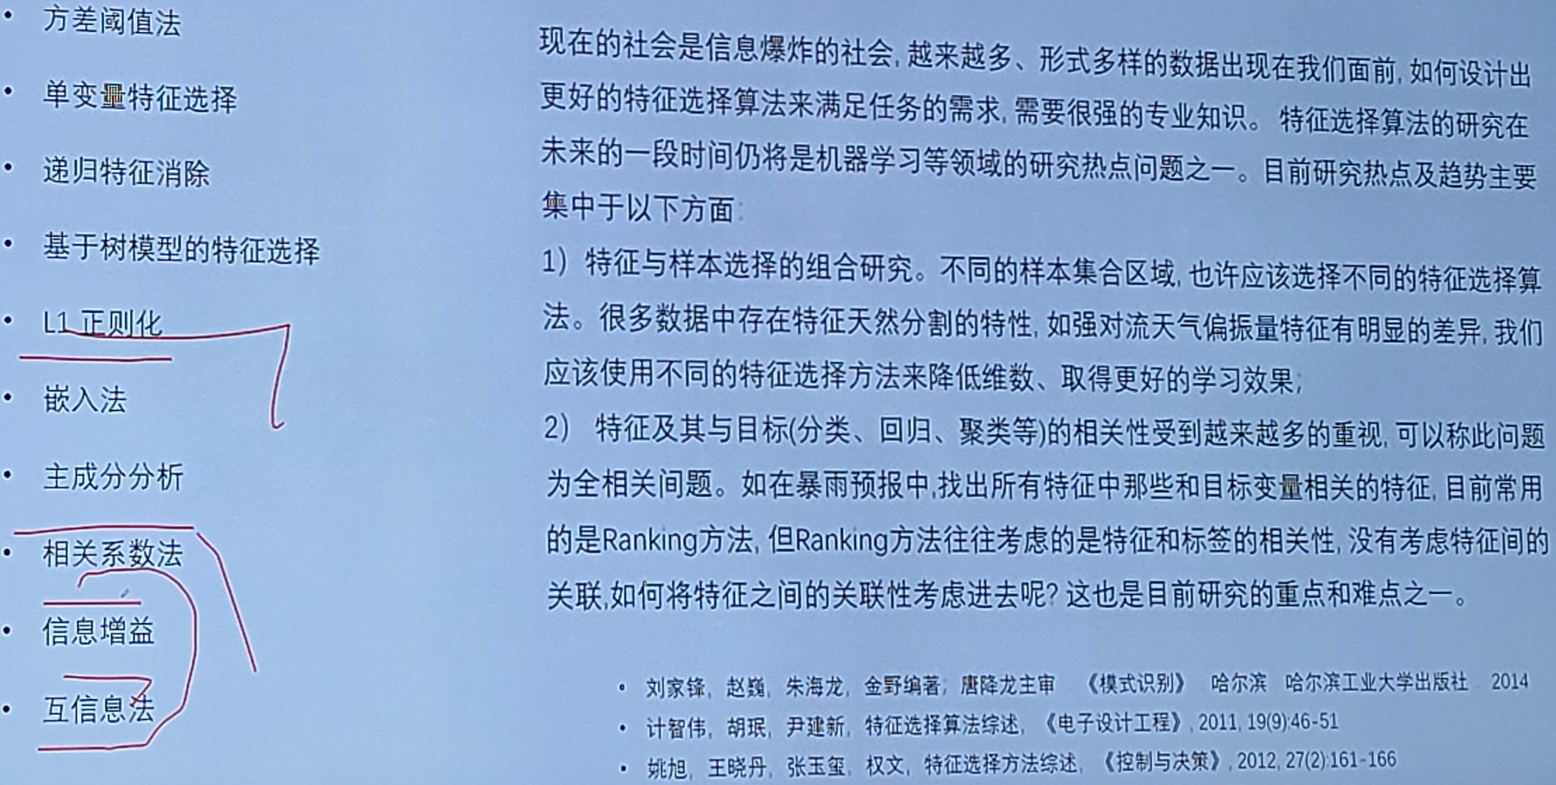 • 方差阈值法
• 单变量特征选择
• 递归特征消除
• 基于树模型的特征选择
• L1 正则化
• 嵌入法
• 主成分分析
• 相关系数法
• 信息增益
• 互信息法
现在的社会是信息爆炸的社会, 越来越多、形式多样的数据出现在我们面前, 如何设计出
更好的特征选择算法来满足任务的需求, 需要很强的专业知识。 特征选择算法的研究在
未来的一段时间仍将是机器学习等领域的研究热点问题之一。目前研究热点及趋势主要
集中于以下方面:
1) 特征与样本选择的组合研究。不同的样本集合区域, 也许应该选择不同的特征选择算
法。很多数据中存在特征天然分割的特性, 如强对流天气偏振量特征有明显的差异, 我们
应该使用不同的特征选择方法来降低维数、取得更好的学习效果;
2) 特征及其与目标(分类、回归、聚类等)的相关性受到越来越多的重视, 可以称此问题
为全相关间题。如在暴雨预报中,找出所有特征中那些和目标变量相关的特征, 目前常用
的是Ranking方法, 但Ranking方法往往考虑的是特征和标签的相关性, 没有考虑特征间的
关联,如何将特征之间的关联性考虑进去呢? 这也是目前研究的重点和难点之一。
• 刘家锋, 赵巍, 朱海龙, 金野编著; 唐降龙主审 《模式识别》 哈尔滨 哈尔滨工业大学出版社 2014
• 计智伟, 胡珉, 尹建新, 特征选择算法综述, 《电子设计工程》, 2011, 19(9):46-51
• 姚旭, 王晓丹, 张玉玺, 权文, 特征选择方法综述, 《控制与决策》, 2012, 27(2):161-166